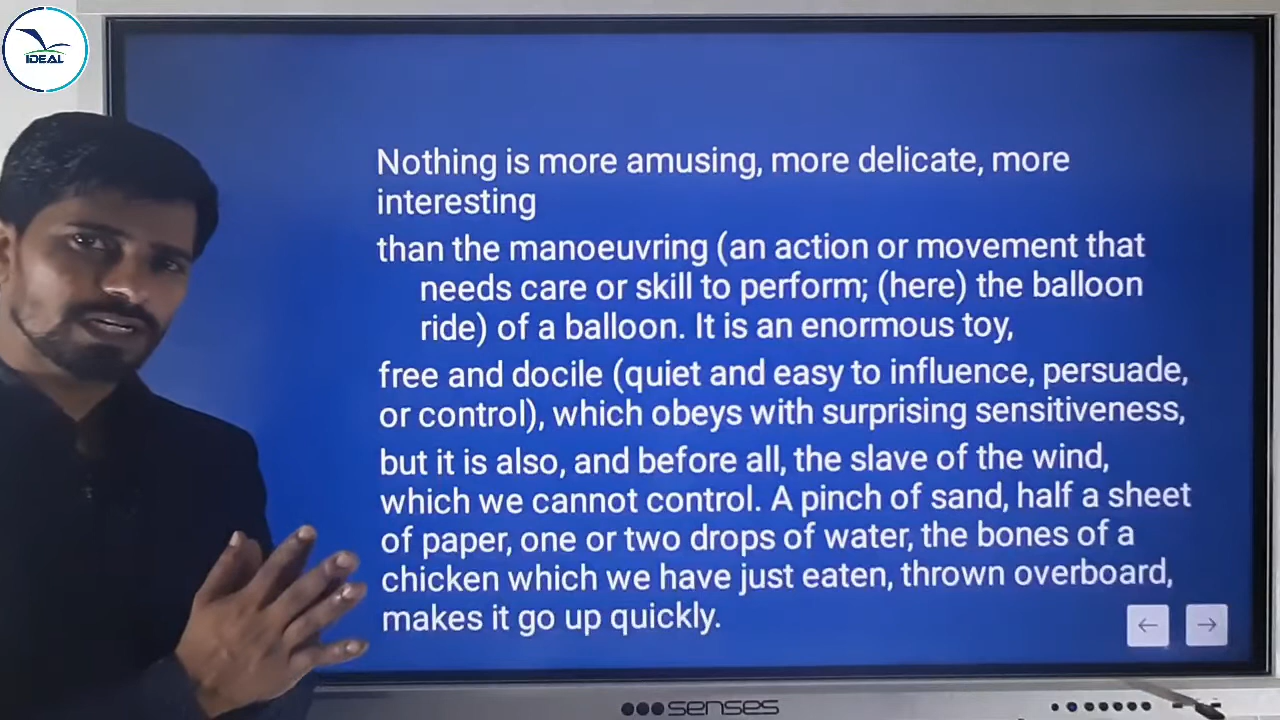 IDEAL
Nothing is more amusing, more delicate, more
interesting
than the manoeuvring (an action or movement that
needs care or skill to perform; (here) the balloon
ride) of a balloon. It is an enormous toy,
free and docile (quiet and easy to influence, persuade,
or control), which obeys with surprising sensitiveness,
but it is also, and before all, the slave of the wind,
which we cannot control. A pinch of sand, half a sheet
of paper, one or two drops of water, the bones of a
chicken which we have just eaten, thrown overboard,
makes it go up quickly.
senses